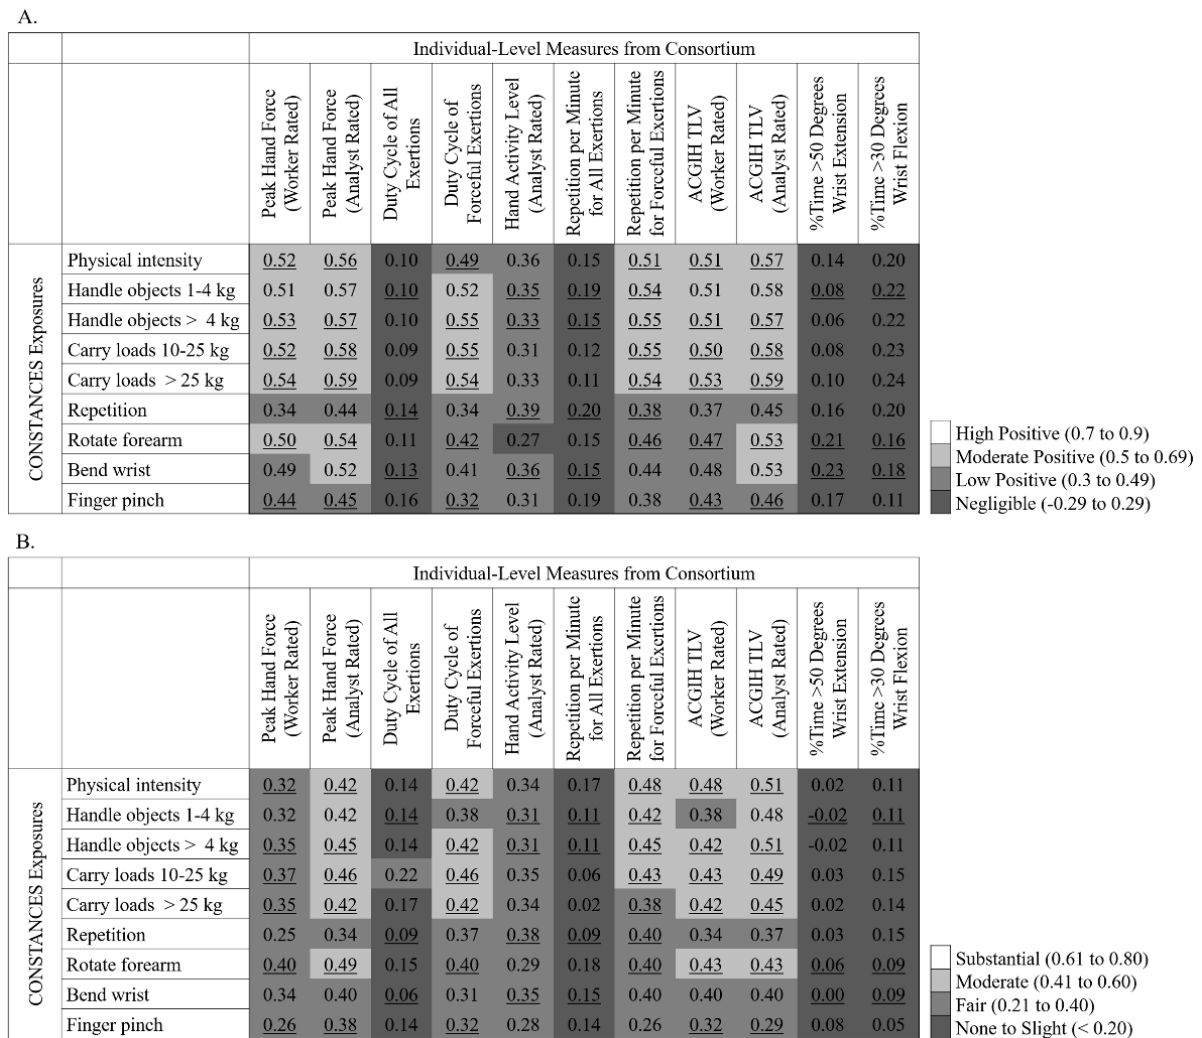 A.
Individual-Level Measures from Consortium
Peak Hand Force
(Worker Rated)
Peak Hand Force
(Analyst Rated)
Duty Cycle of All
Exertions
Duty Cycle of
Forceful Exertions
Hand Activity Level
(Analyst Rated)
Repetition per Minute
for All Exertions
Repetition per Minute
for Forceful Exertions
ACGIH TLV
(Worker Rated)
ACGIH TLV
(Analyst Rated)
%Time >50 Degrees
Wrist Extension
%Time >30 Degrees
Wrist Flexion
CONSTANCES Exposures
Physical intensity 0.52 0.56 0.10 0.49 0.36 0.15 0.51 0.51 0.57 0.14 0.20
Handle objects 1-4 kg 0.51 0.57 0.10 0.52 0.35 0.19 0.54 0.51 0.58 0.08 0.22
Handle objects > 4 kg 0.53 0.57 0.10 0.55 0.33 0.15 0.55 0.51 0.57 0.06 0.22
Carry loads 10-25 kg 0.52 0.58 0.09 0.55 0.31 0.12 0.55 0.50 0.58 0.08 0.23
Carry loads > 25 kg 0.54 0.59 0.09 0.54 0.33 0.11 0.54 0.53 0.59 0.10 0.24
Repetition 0.34 0.44 0.14 0.34 0.39 0.20 0.38 0.37 0.45 0.16 0.20
Rotate forearm 0.50 0.54 0.11 0.42 0.27 0.15 0.46 0.47 0.53 0.21 0.16
Bend wrist 0.49 0.52 0.13 0.41 0.36 0.15 0.44 0.48 0.53 0.23 0.18
Finger pinch 0.44 0.45 0.16 0.32 0.31 0.19 0.38 0.43 0.46 0.17 0.11
High Positive (0.7 to 0.9)
Moderate Positive (0.5 to 0.69)
Low Positive (0.3 to 0.49)
Negligible (-0.29 to 0.29)
B.
Individual-Level Measures from Consortium
Peak Hand Force
(Worker Rated)
Peak Hand Force
(Analyst Rated)
Duty Cycle of All
Exertions
Duty Cycle of
Forceful Exertions
Hand Activity Level
(Analyst Rated)
Repetition per Minute
for All Exertions
Repetition per Minute
for Forceful Exertions
ACGIH TLV
(Worker Rated)
ACGIH TLV
(Analyst Rated)
%Time >50 Degrees
Wrist Extension
%Time >30 Degrees
Wrist Flexion
CONSTANCES Exposures
Physical intensity 0.32 0.42 0.14 0.42 0.34 0.17 0.48 0.48 0.51 0.02 0.11
Handle objects 1-4 kg 0.32 0.42 0.14 0.38 0.31 0.11 0.42 0.38 0.48 -0.02 0.11
Handle objects > 4 kg 0.35 0.45 0.14 0.42 0.31 0.11 0.45 0.42 0.51 -0.02 0.11
Carry loads 10-25 kg 0.37 0.46 0.22 0.46 0.35 0.06 0.43 0.43 0.49 0.03 0.15
Carry loads > 25 kg 0.35 0.42 0.17 0.42 0.34 0.02 0.38 0.42 0.45 0.02 0.14
Repetition 0.25 0.34 0.09 0.37 0.38 0.09 0.40 0.34 0.37 0.03 0.15
Rotate forearm 0.40 0.49 0.15 0.40 0.29 0.18 0.40 0.43 0.43 0.06 0.09
Bend wrist 0.34 0.40 0.06 0.31 0.35 0.15 0.40 0.40 0.40 0.00 0.09
Finger pinch 0.26 0.38 0.14 0.32 0.28 0.14 0.26 0.32 0.29 0.08 0.05
Substantial (0.61 to 0.80)
Moderate (0.41 to 0.60)
Fair (0.21 to 0.40)
None to Slight (< 0.20)